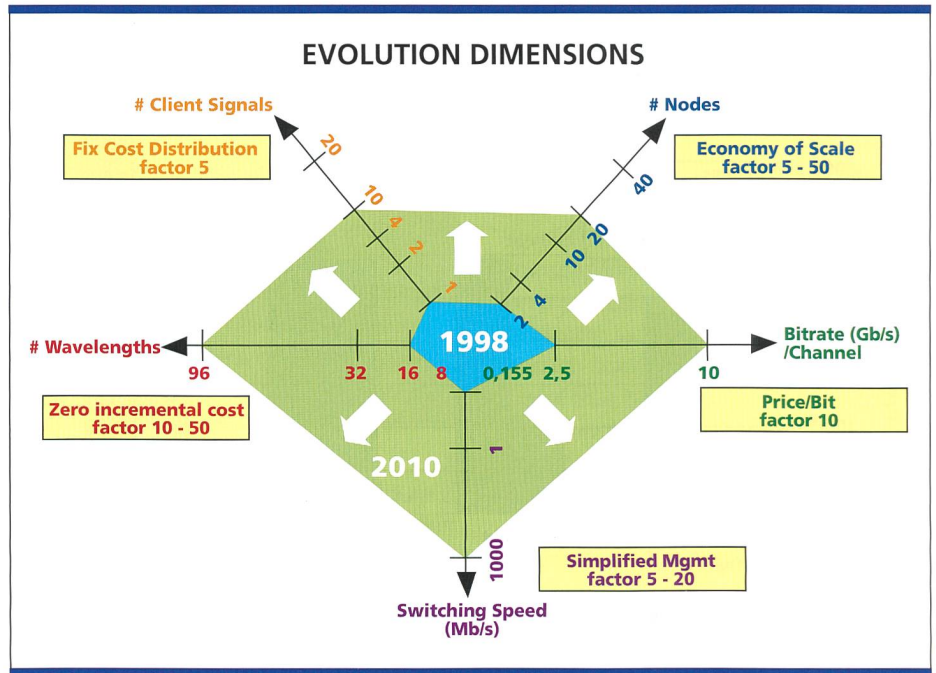 EVOLUTION DIMENSIONS
# Client Signals
# Nodes
Fix Cost Distribution
factor 5
Economy of Scale
factor 5 - 50
20
10
4
2
1
40
20
10
4
2
1998
# Wavelengths
Bitrate (Gb/s)
/Channel
96
32
16
8
0,155
2,5
10
Zero incremental cost
factor 10 - 50
Price/Bit
factor 10
2010
1
1000
Simplified Mgmt
factor 5 - 20
Switching Speed
(Mb/s)